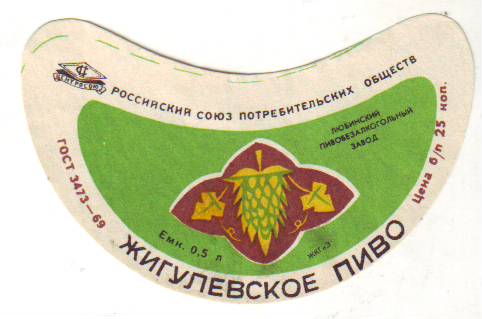 ЦЕНТРОСОЮЗ
РОССИЙСКИЙ СОЮЗ ПОТРЕБИТЕЛЬСКИХ ОБЩЕСТВ
ЛЮБИНСКИЙ
ПИВОБЕЗАЛКОГОЛЬНЫЙ
ЗАВОД
ГОСТ 3473—69
Емк. 0,5 л
Цена б/п 25 коп.
ЖИГУЛЕВСКОЕ ПИВО